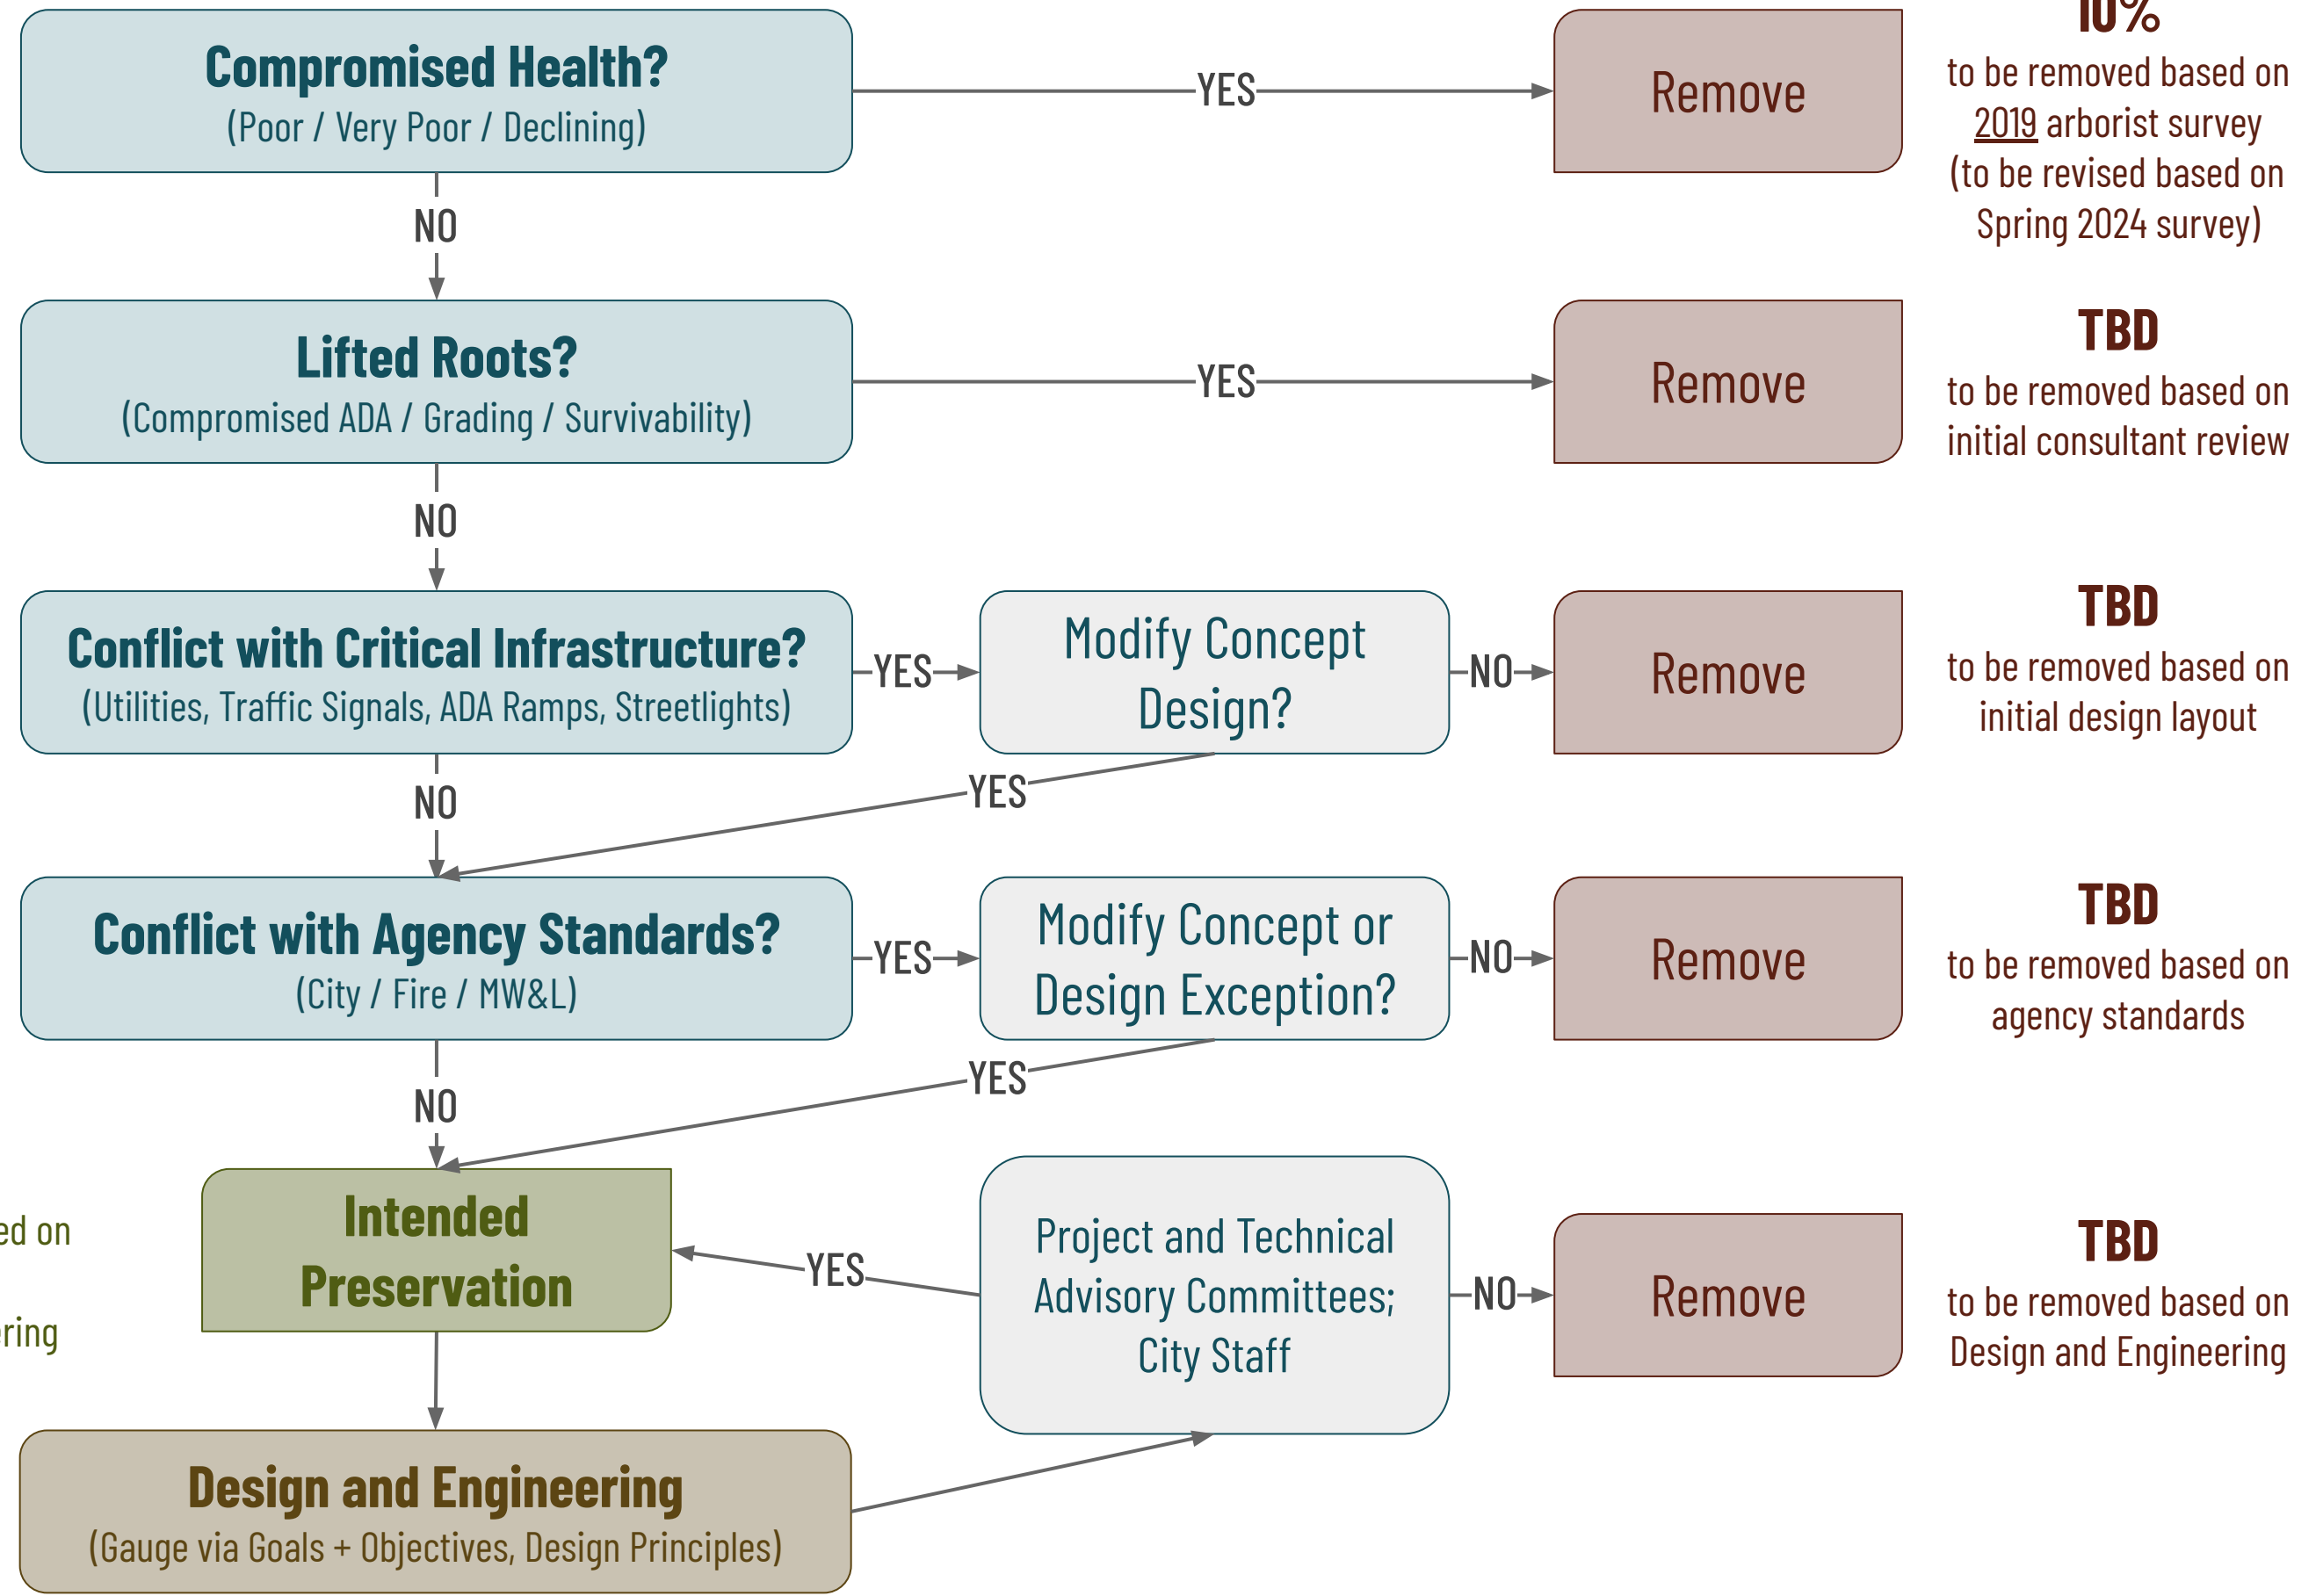 Compromised Health?
(Poor / Very Poor / Declining)
YES
Remove
10%
to be removed based on
2019 arborist survey
(to be revised based on
Spring 2024 survey)
NO
Lifted Roots?
(Compromised ADA / Grading / Survivability)
YES
Remove
TBD
to be removed based on
initial consultant review
NO
Conflict with Critical Infrastructure?
(Utilities, Traffic Signals, ADA Ramps, Streetlights)
YES
Modify Concept
Design?
NO
Remove
TBD
to be removed based on
initial design layout
NO
YES
Conflict with Agency Standards?
(City / Fire / MW&L)
YES
Modify Concept or
Design Exception?
NO
Remove
TBD
to be removed based on
agency standards
NO
YES
on
Intended
Preservation
YES
Project and Technical
Advisory Committees;
City Staff
NO
Remove
TBD
to be removed based on
Design and Engineering
Design and Engineering
(Gauge via Goals + Objectives, Design Principles)